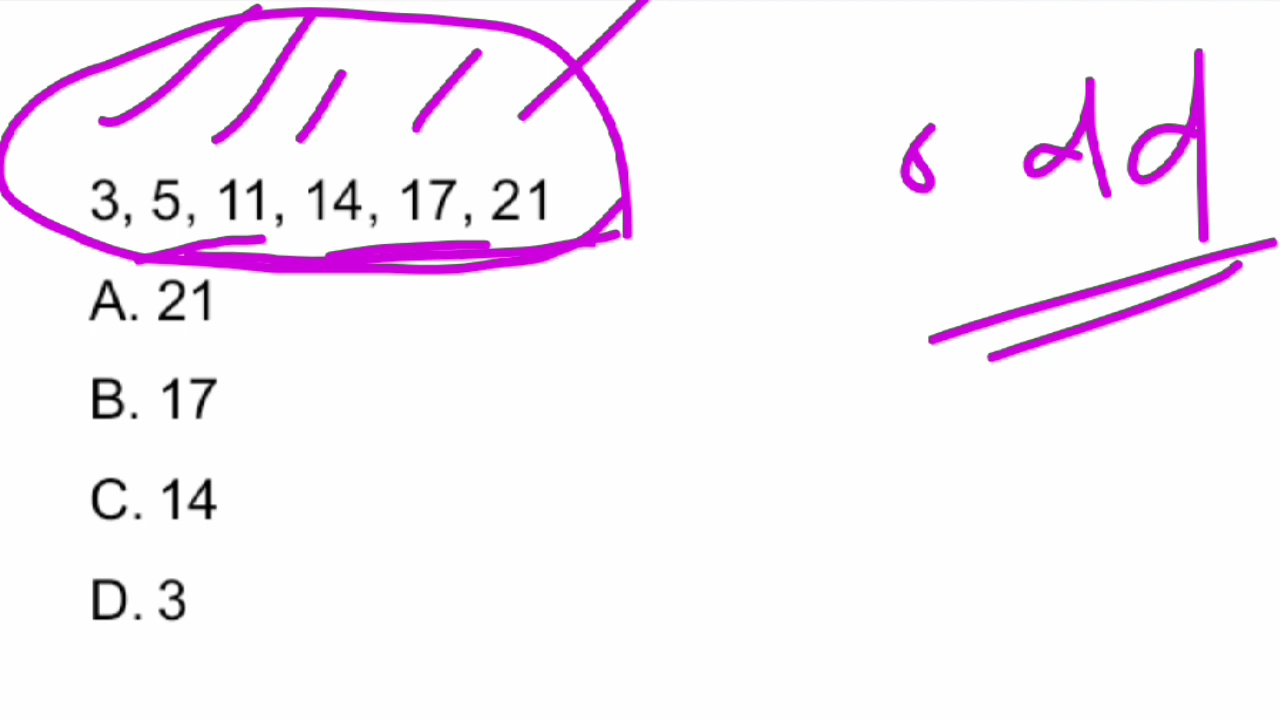 3, 5, 11, 14, 17, 21
odd
A. 21
B. 17
C. 14
D. 3